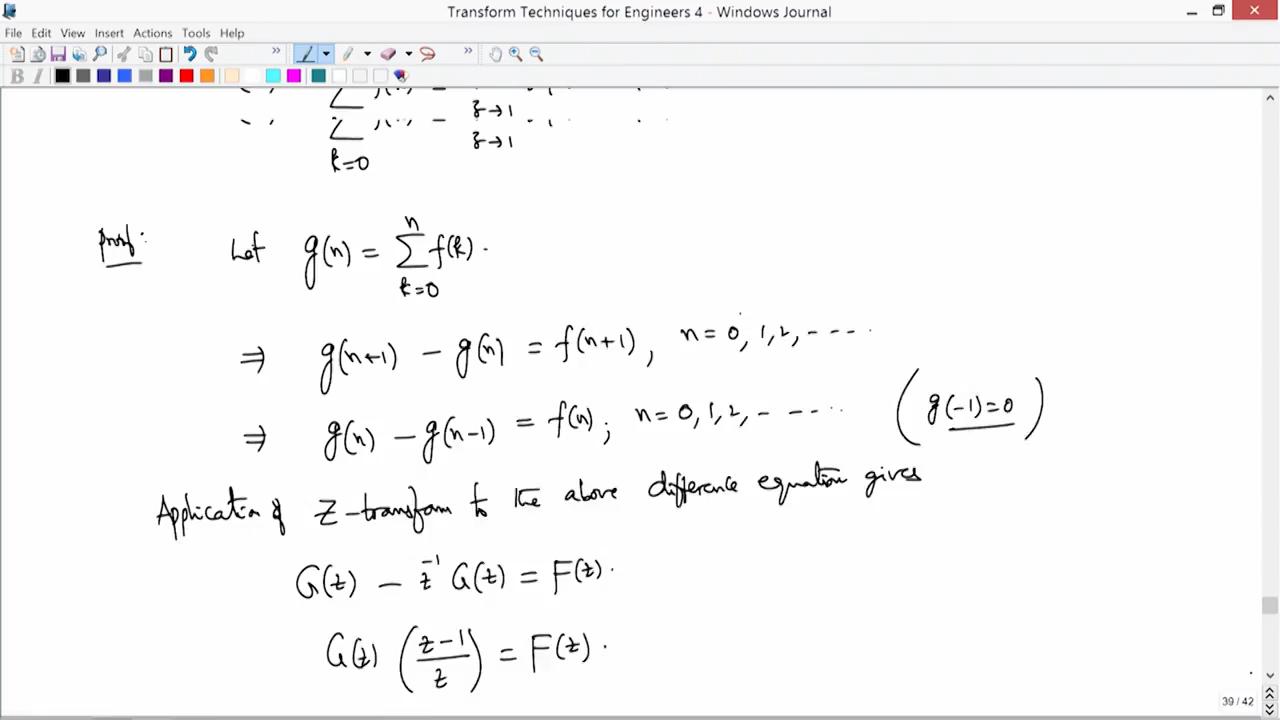 Transform Techniques for Engineers 4 - Windows Journal
File Edit View Insert Actions Tools Help
B I
z→1
z→1
k=0
Proof: Let g(n) = ∑_{k=0}^{n} f(k).
⇒ g(n+1) - g(n) = f(n+1), n = 0, 1, 2, - - - -
⇒ g(n) - g(n-1) = f(n); n = 0, 1, 2, - - - - (g(-1)=0)
Application of Z-transform to the above difference equation gives
G(z) - z⁻¹ G(z) = F(z).
G(z) ((z-1)/z) = F(z).
39 / 42